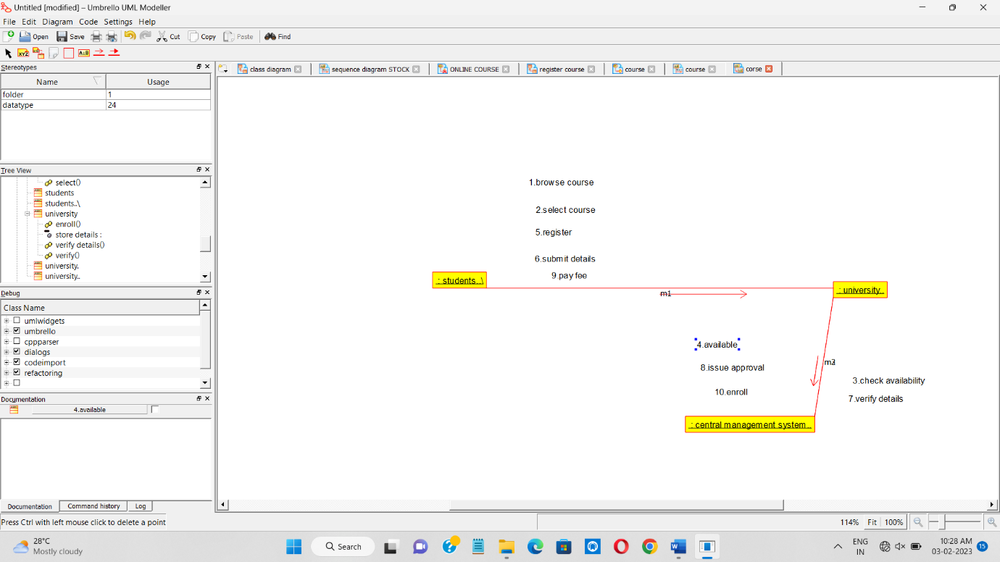 Untitled [modified] – Umbrello UML Modeller
File Edit Diagram Code Settings Help
Open Save Cut Copy Paste Find
Stereotypes
Name Usage
folder 1
datatype 24
class diagram sequence diagram STOCK ONLINE COURSE register course course course corse
Tree View
select()
students
students..\
university
enroll()
store details :
verify details()
verify()
university.
university..
Debug
Class Name
umlwidgets
umbrello
cppparser
dialogs
codeimport
refactoring
Documentation
4.available
Documentation Command history Log
Press Ctrl with left mouse click to delete a point
1.browse course
2.select course
5.register
6.submit details
9.pay fee
: students..\
m1
: university..
4.available
8.issue approval
10.enroll
3.check availability
7.verify details
: central management system..
114% Fit 100%
28°C
Mostly cloudy
Search
ENG
IN
10:28 AM
03-02-2023
15